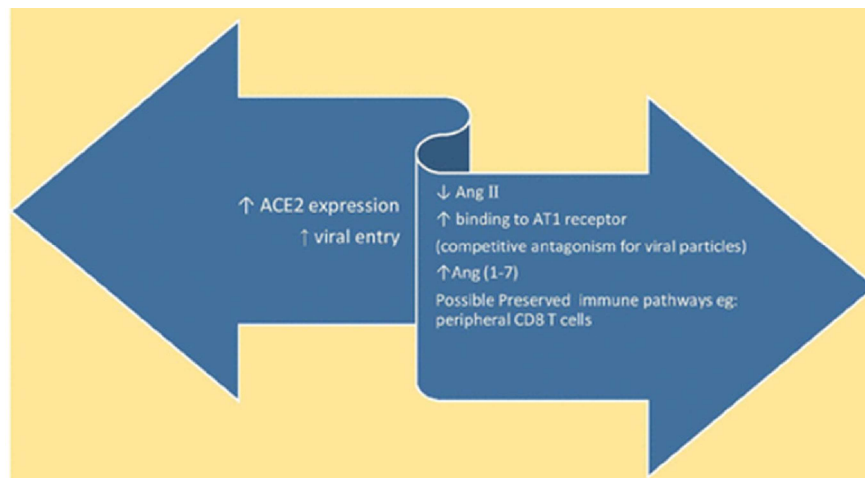 ↑ ACE2 expression
↑ viral entry
↓ Ang II
↑ binding to AT1 receptor
(competitive antagonism for viral particles)
↑Ang (1-7)
Possible Preserved immune pathways eg:
peripheral CD8 T cells